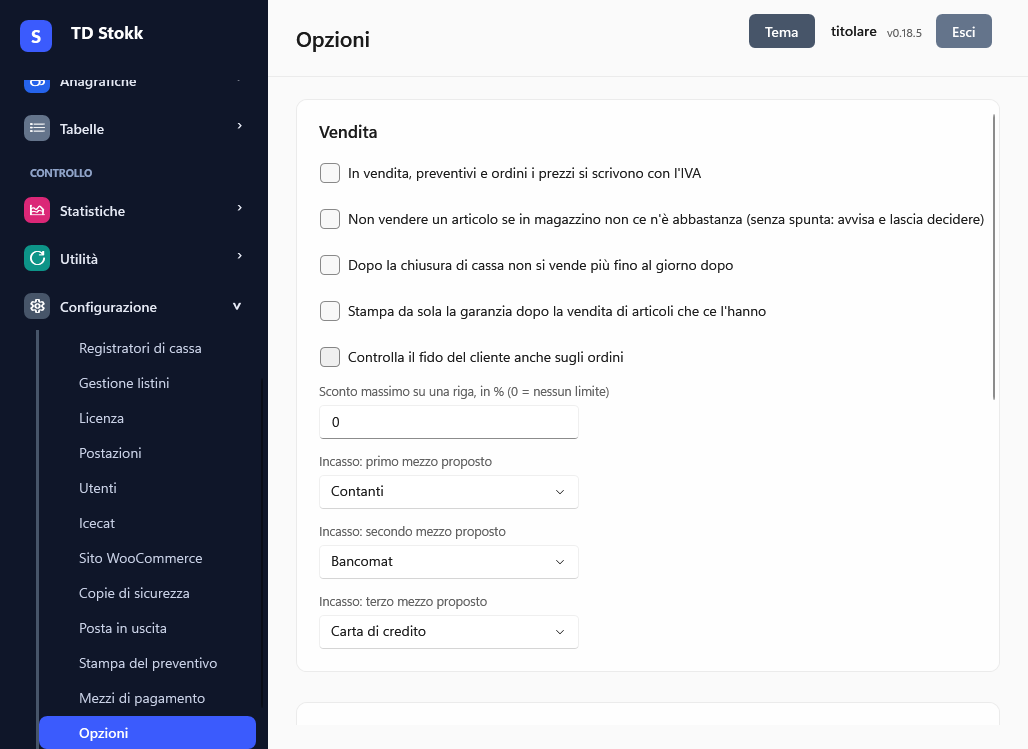 S
TD Stokk
Anagrafiche
Tabelle
CONTROLLO
Statistiche
Utilità
Configurazione
Registratori di cassa
Gestione listini
Licenza
Postazioni
Utenti
Icecat
Sito WooCommerce
Copie di sicurezza
Posta in uscita
Stampa del preventivo
Mezzi di pagamento
Opzioni
Opzioni
Tema
titolare
v0.18.5
Esci
Vendita
In vendita, preventivi e ordini i prezzi si scrivono con l'IVA
Non vendere un articolo se in magazzino non ce n'è abbastanza (senza spunta: avvisa e lascia decidere)
Dopo la chiusura di cassa non si vende più fino al giorno dopo
Stampa da sola la garanzia dopo la vendita di articoli che ce l'hanno
Controlla il fido del cliente anche sugli ordini
Sconto massimo su una riga, in % (0 = nessun limite)
0
Incasso: primo mezzo proposto
Contanti
Incasso: secondo mezzo proposto
Bancomat
Incasso: terzo mezzo proposto
Carta di credito